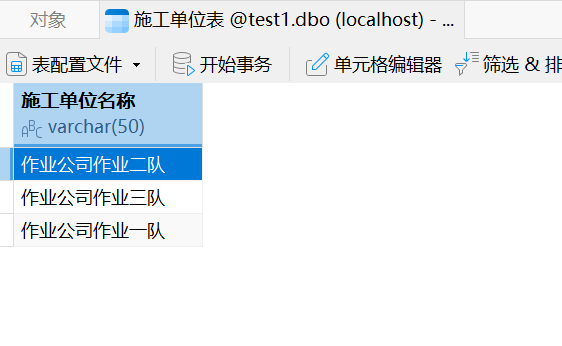 对象
施工单位表 @test1.dbo (localhost) - ...
表配置文件
开始事务
单元格编辑器
筛选 & 排
施工单位名称
ABC varchar(50)
作业公司作业二队
作业公司作业三队
作业公司作业一队